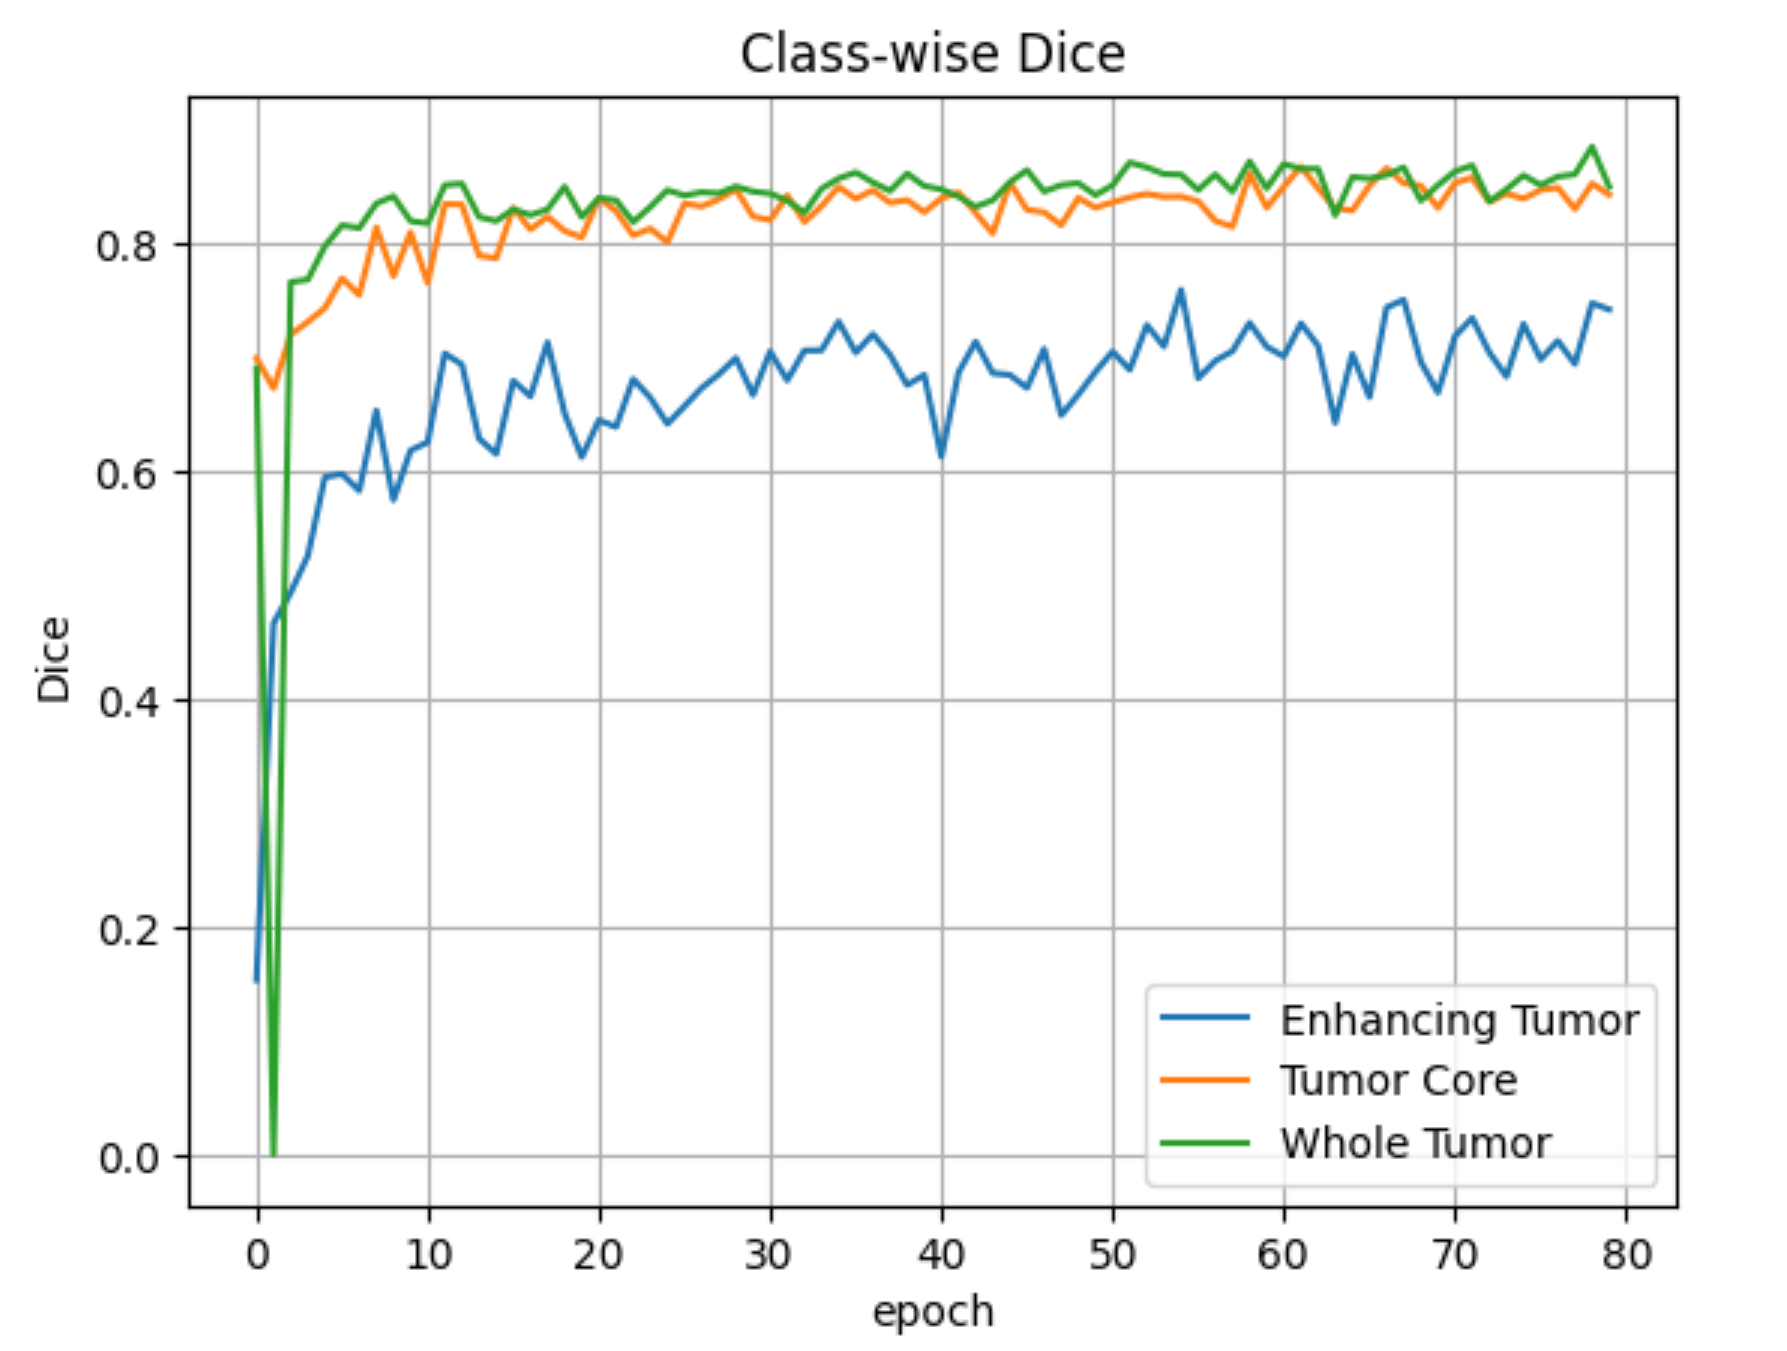 Class-wise Dice
Dice
0.8
0.6
0.4
0.2
0.0
0 10 20 30 40 50 60 70 80
epoch
Enhancing Tumor
Tumor Core
Whole Tumor